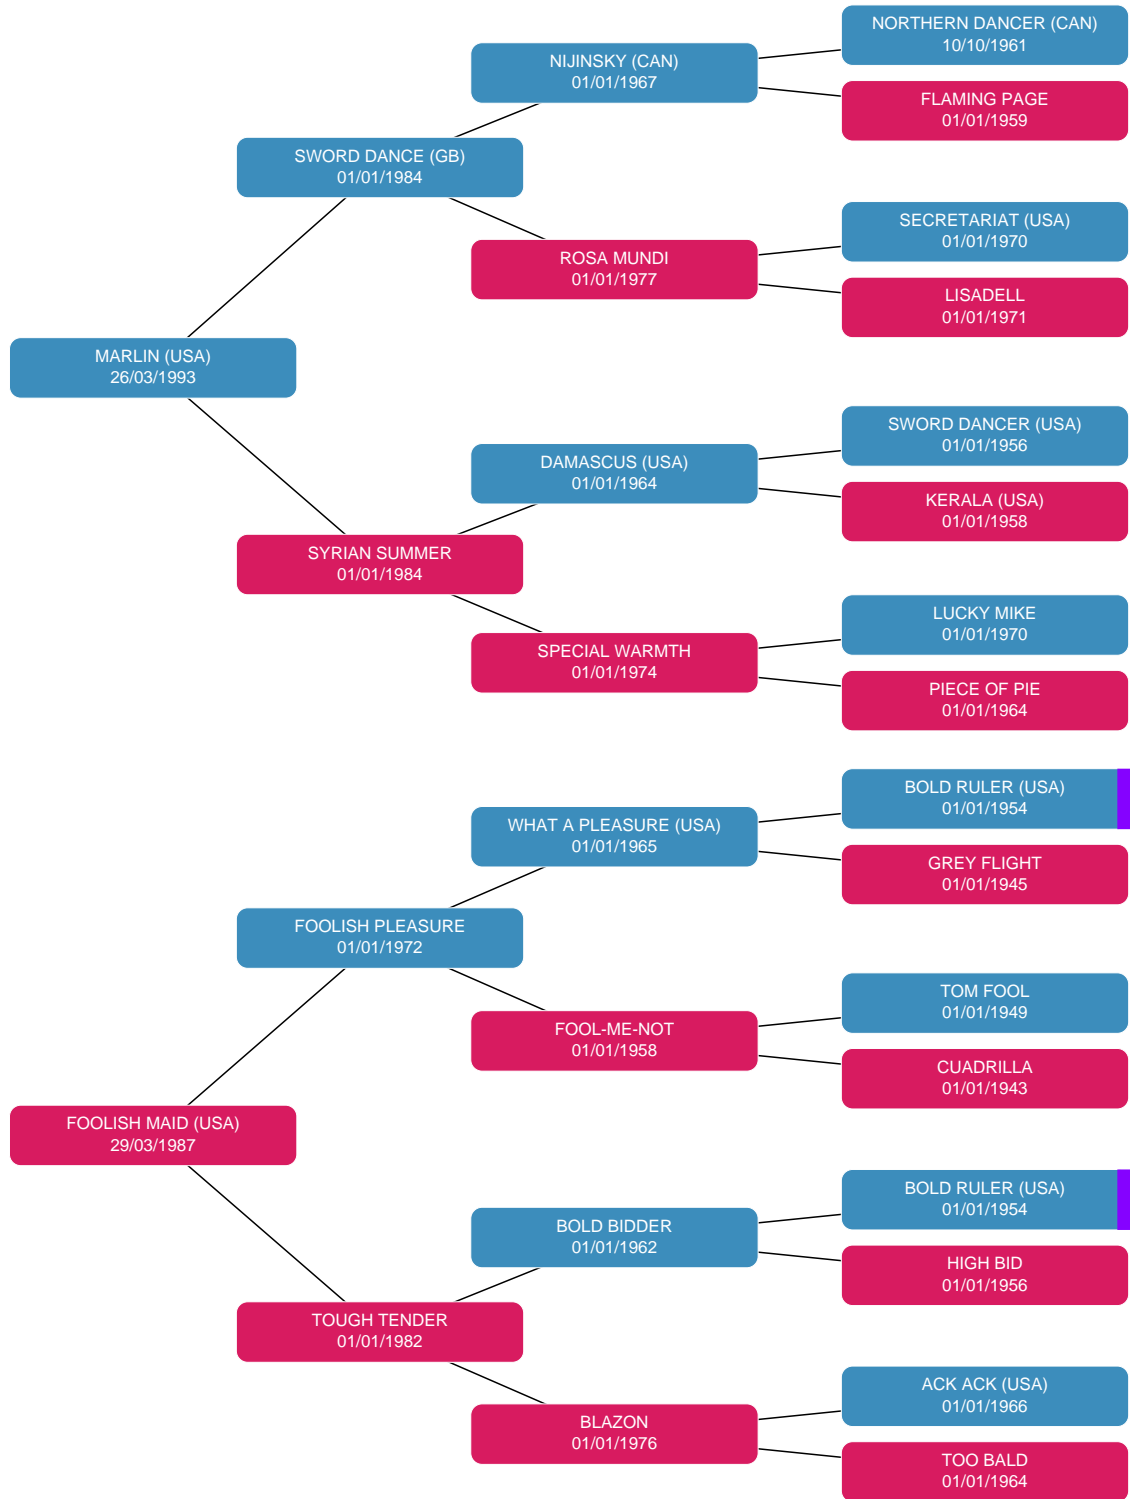 NORTHERN DANCER (CAN)
10/10/1961
NIJINSKY (CAN)
01/01/1967
FLAMING PAGE
01/01/1959
SWORD DANCE (GB)
01/01/1984
SECRETARIAT (USA)
01/01/1970
ROSA MUNDI
01/01/1977
LISADELL
01/01/1971
MARLIN (USA)
26/03/1993
SWORD DANCER (USA)
01/01/1956
DAMASCUS (USA)
01/01/1964
KERALA (USA)
01/01/1958
SYRIAN SUMMER
01/01/1984
LUCKY MIKE
01/01/1970
SPECIAL WARMTH
01/01/1974
PIECE OF PIE
01/01/1964
BOLD RULER (USA)
01/01/1954
WHAT A PLEASURE (USA)
01/01/1965
GREY FLIGHT
01/01/1945
FOOLISH PLEASURE
01/01/1972
TOM FOOL
01/01/1949
FOOL-ME-NOT
01/01/1958
CUADRILLA
01/01/1943
FOOLISH MAID (USA)
29/03/1987
BOLD RULER (USA)
01/01/1954
BOLD BIDDER
01/01/1962
HIGH BID
01/01/1956
TOUGH TENDER
01/01/1982
ACK ACK (USA)
01/01/1966
BLAZON
01/01/1976
TOO BALD
01/01/1964